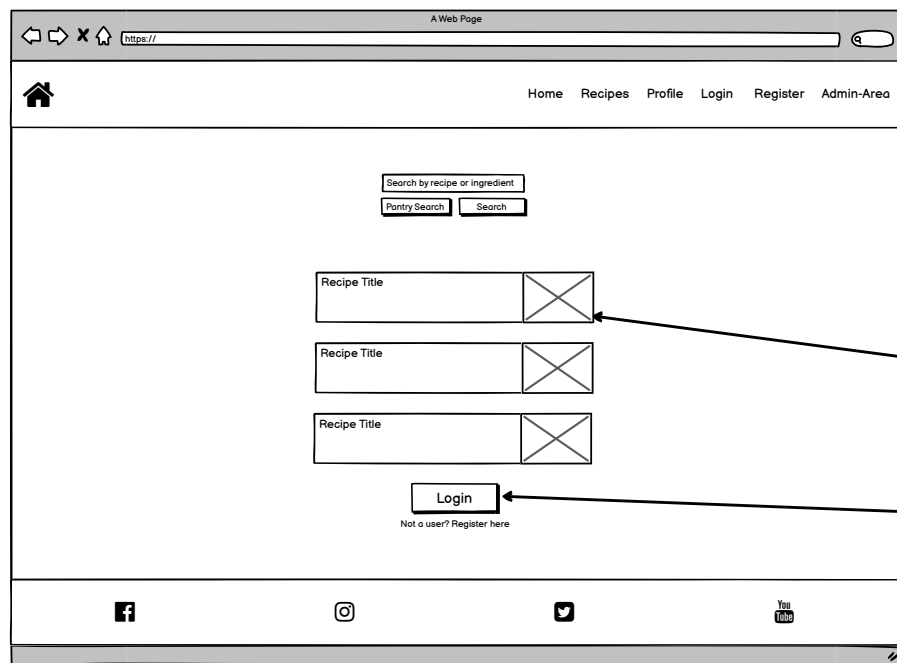 A Web Page
https://
Home Recipes Profile Login Register Admin-Area
Search by recipe or ingredient
Pantry Search Search
Recipe Title
Recipe Title
Recipe Title
Login
Not a user? Register here
You
Tube